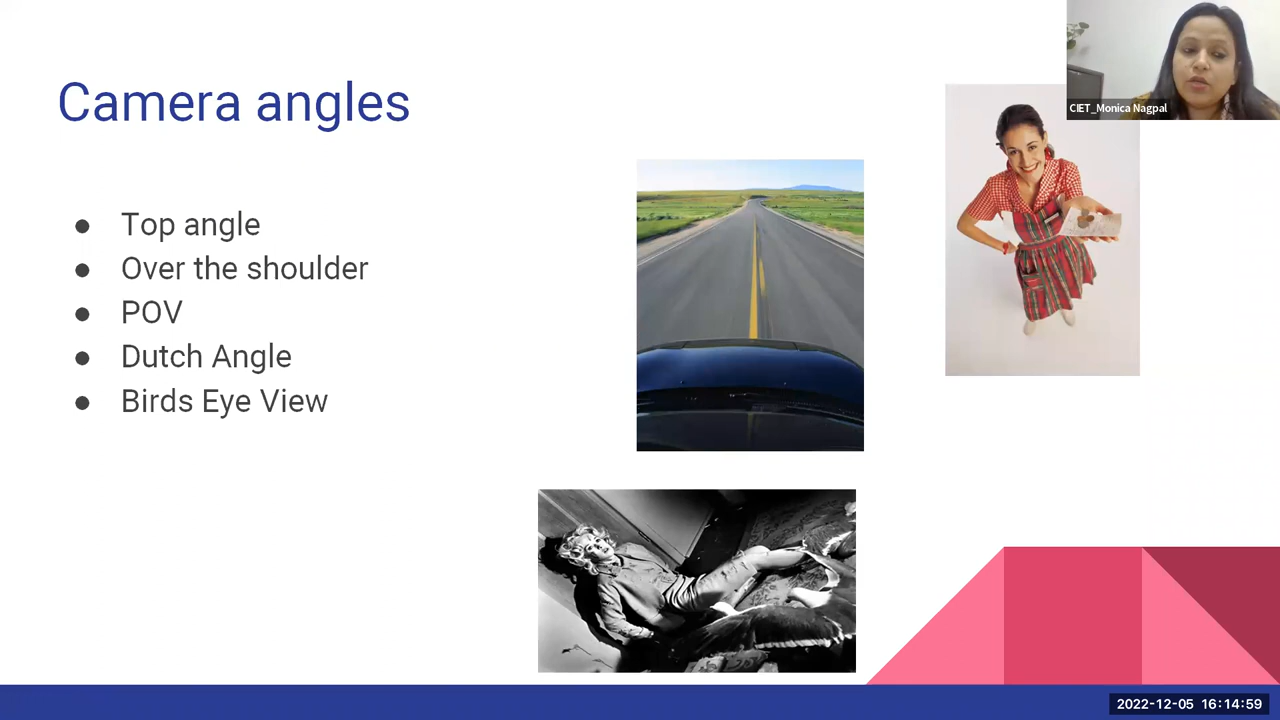 Camera angles
CIET_Monica Nagpal
● Top angle
● Over the shoulder
● POV
● Dutch Angle
● Birds Eye View
2022-12-05 16:14:59